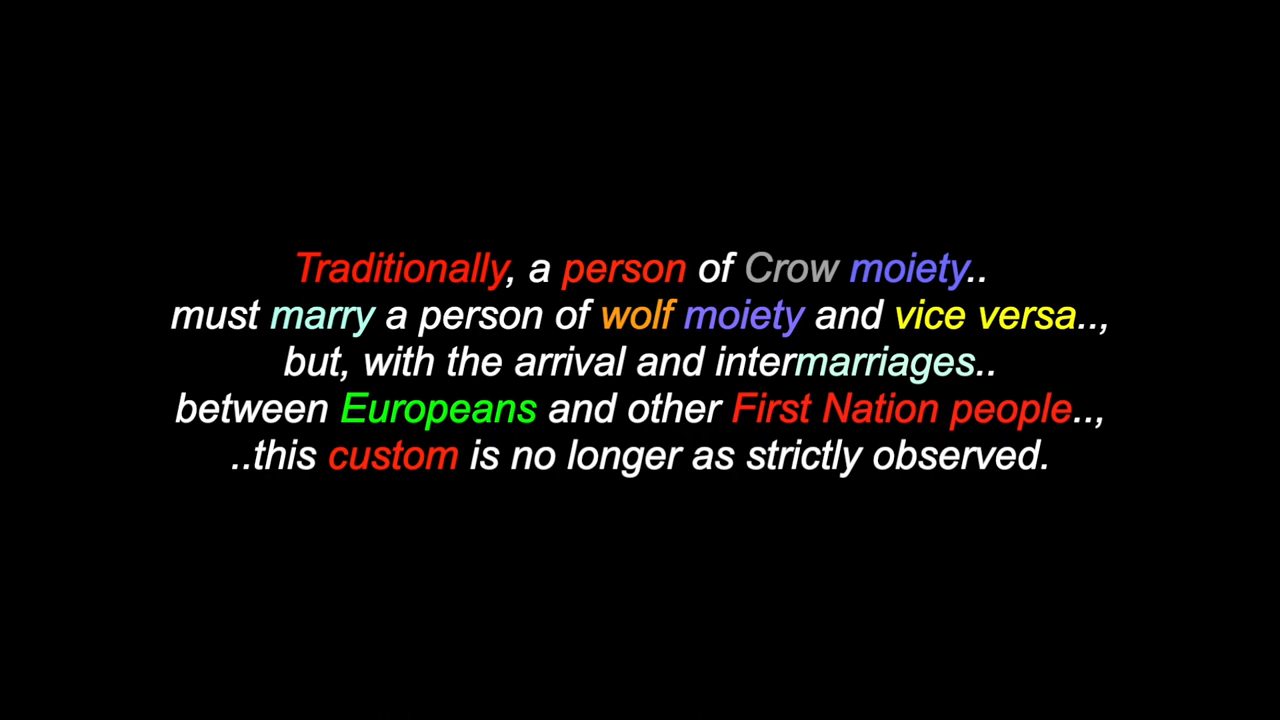 Traditionally, a person of Crow moiety..
must marry a person of wolf moiety and vice versa..,
but, with the arrival and intermarriages..
between Europeans and other First Nation people..,
..this custom is no longer as strictly observed.